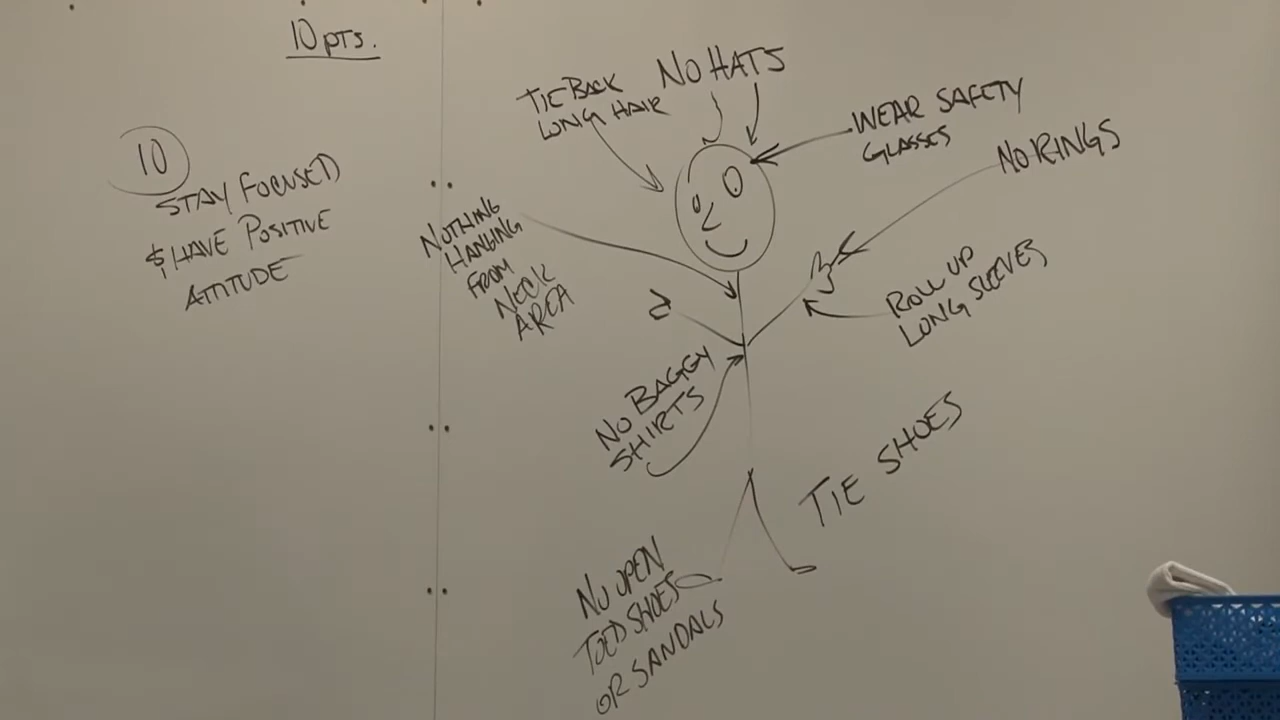 10 pts.
10
STAY FOCUSED
& HAVE POSITIVE
ATTITUDE
TIE BACK
LONG HAIR
NO HATS
WEAR SAFETY
GLASSES
NO RINGS
NOTHING
HANGING
FROM
NECK
AREA
ROLL UP
LONG SLEEVES
NO BAGGY
SHIRTS
TIE SHOES
NO OPEN
TOED SHOES
OR SANDALS